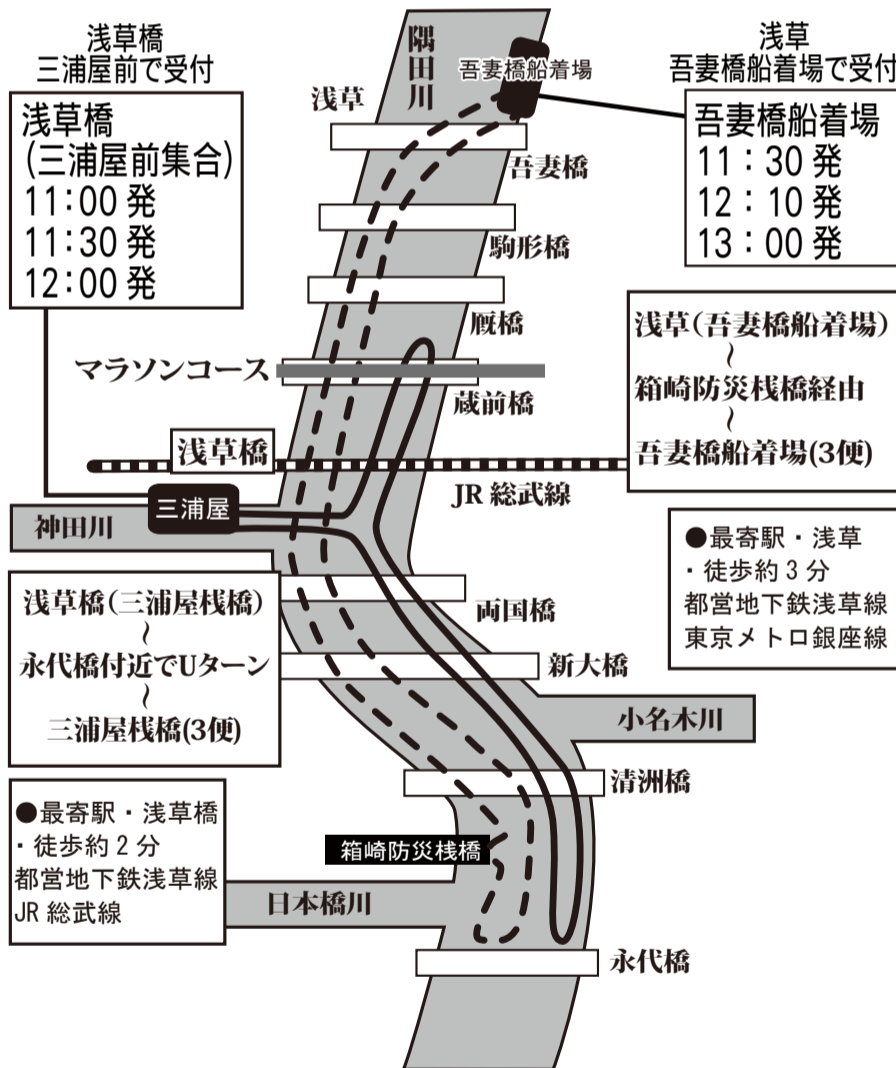 浅草橋
三浦屋前で受付
浅草橋
(三浦屋前集合)
11:00 発
11:30 発
12:00 発
隅田川
吾妻橋船着場
浅草
浅草
吾妻橋船着場で受付
吾妻橋船着場
11：30 発
12：10 発
13：00 発
吾妻橋
駒形橋
厩橋
マラソンコース
蔵前橋
浅草(吾妻橋船着場)
～
箱崎防災桟橋経由
～
吾妻橋船着場(3便)
浅草橋
JR 総武線
三浦屋
神田川
●最寄駅・浅草
・徒歩約 3 分
都営地下鉄浅草線
東京メトロ銀座線
浅草橋(三浦屋桟橋)
～
永代橋付近でUターン
～
三浦屋桟橋(3便)
両国橋
新大橋
小名木川
清洲橋
●最寄駅・浅草橋
・徒歩約 2 分
都営地下鉄浅草線
JR 総武線
箱崎防災桟橋
日本橋川
永代橋